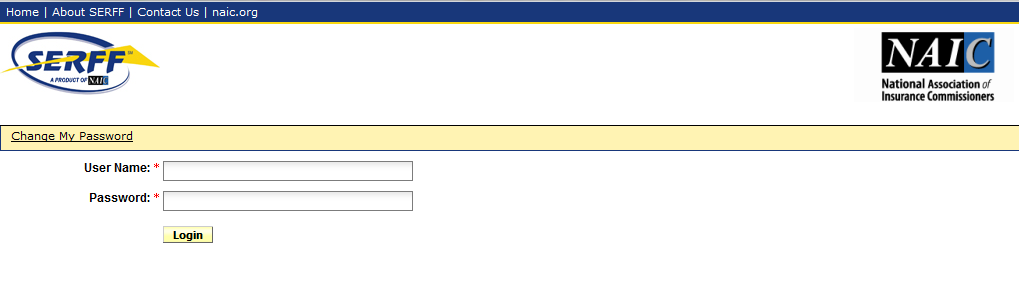 Home | About SERFF | Contact Us | naic.org
SERFF SM
A PRODUCT OF NAIC
NAIC
National Association of
Insurance Commissioners
Change My Password
User Name: *
Password: *
Login